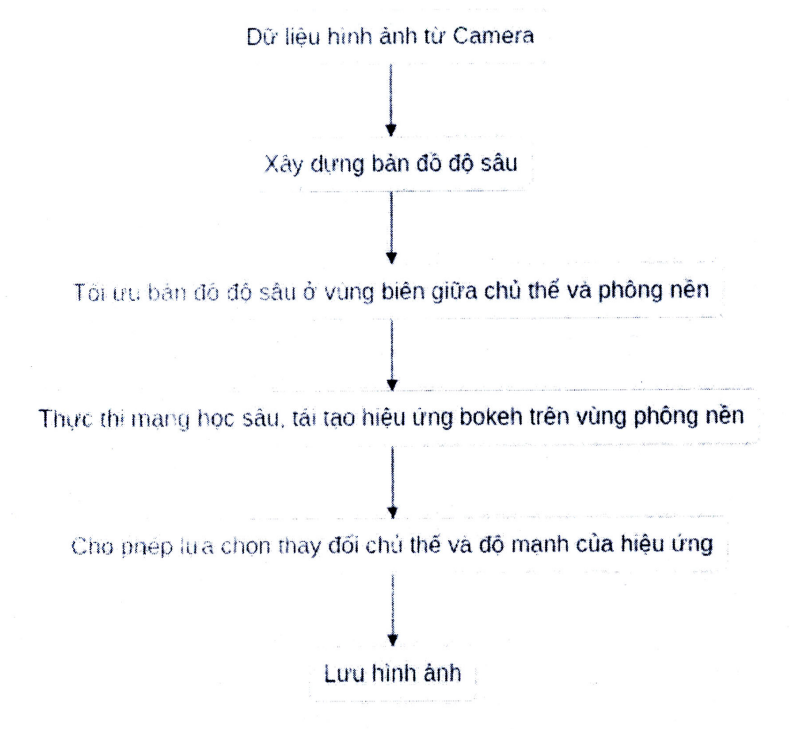 Dữ liệu hình ảnh từ Camera
Xây dựng bản đồ độ sâu
Tối ưu bản đồ độ sâu ở vùng biên giữa chủ thể và phông nền
Thực thi mạng học sâu, tái tạo hiệu ứng bokeh trên vùng phông nền
Cho phép lựa chọn thay đổi chủ thể và độ mạnh của hiệu ứng
Lưu hình ảnh